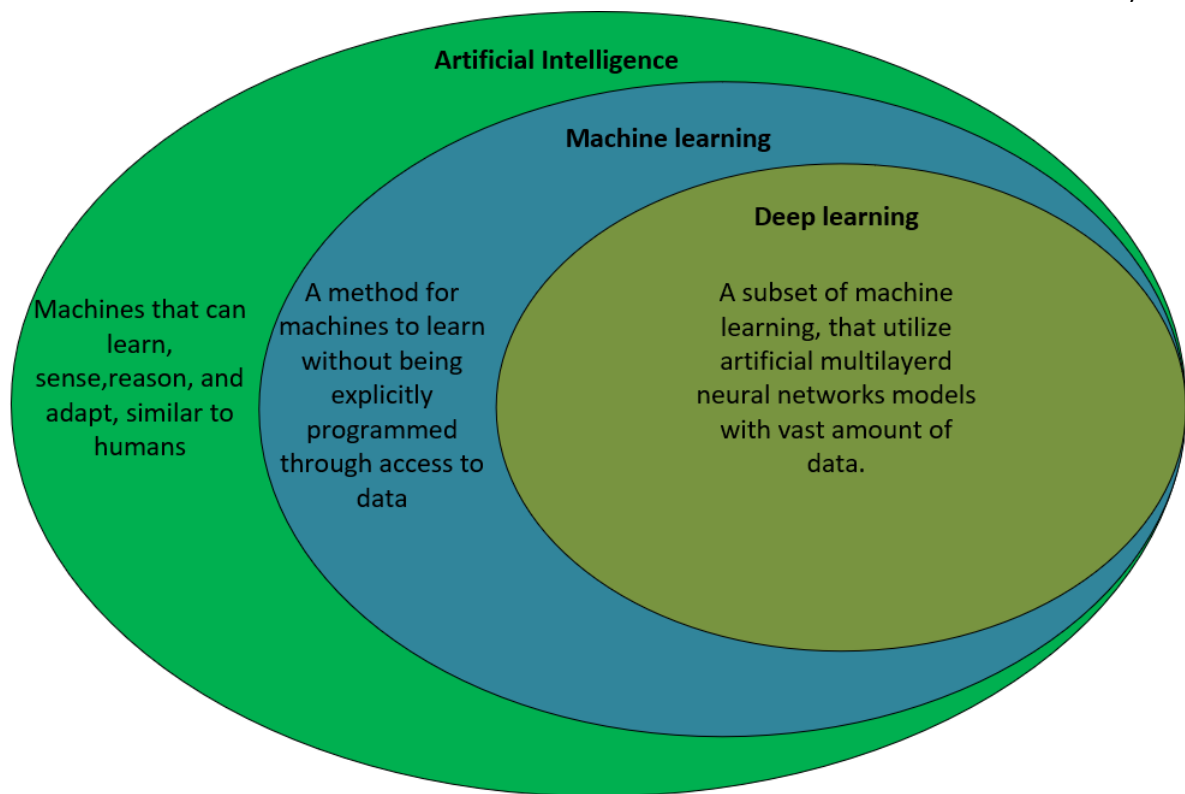 Artificial Intelligence
Machine learning
Deep learning
Machines that can
learn,
sense,reason, and
adapt, similar to
humans
A method for
machines to learn
without being
explicitly
programmed
through access to
data
A subset of machine
learning, that utilize
artificial multilayerd
neural networks models
with vast amount of
data.